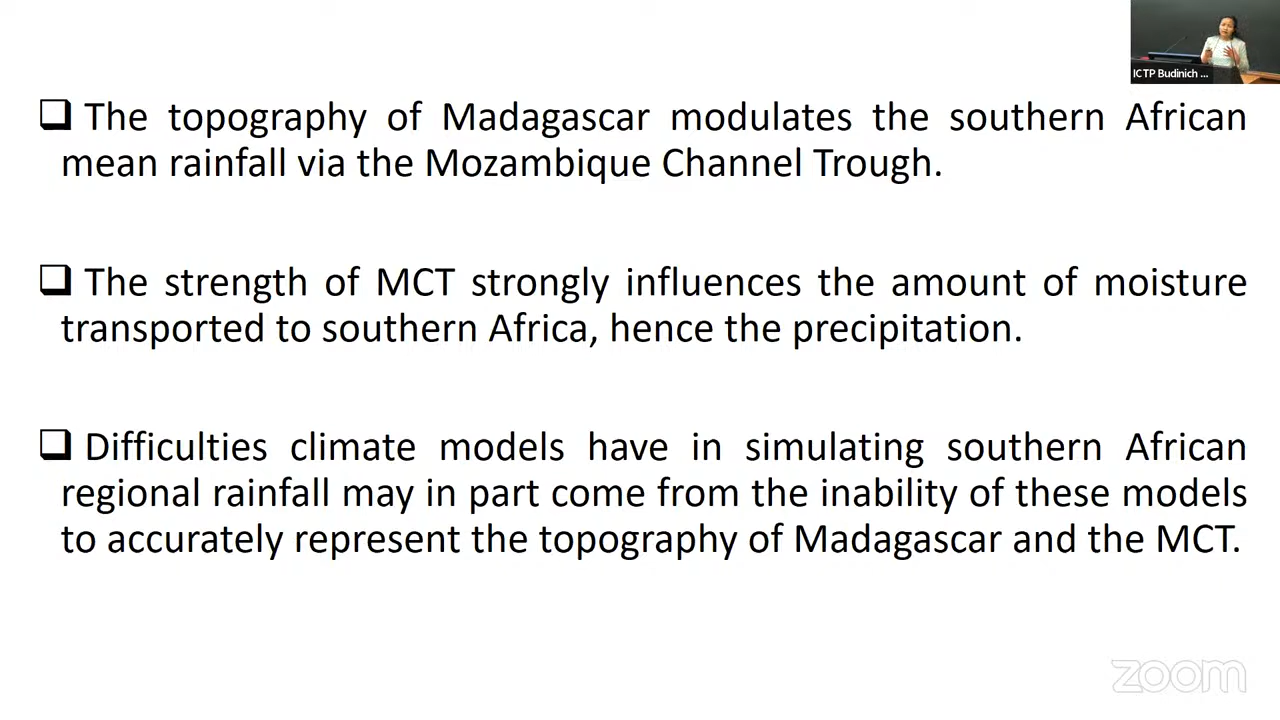 ICTP Budinich ...
❑ The topography of Madagascar modulates the southern African
mean rainfall via the Mozambique Channel Trough.
❑ The strength of MCT strongly influences the amount of moisture
transported to southern Africa, hence the precipitation.
❑ Difficulties climate models have in simulating southern African
regional rainfall may in part come from the inability of these models
to accurately represent the topography of Madagascar and the MCT.
zoom